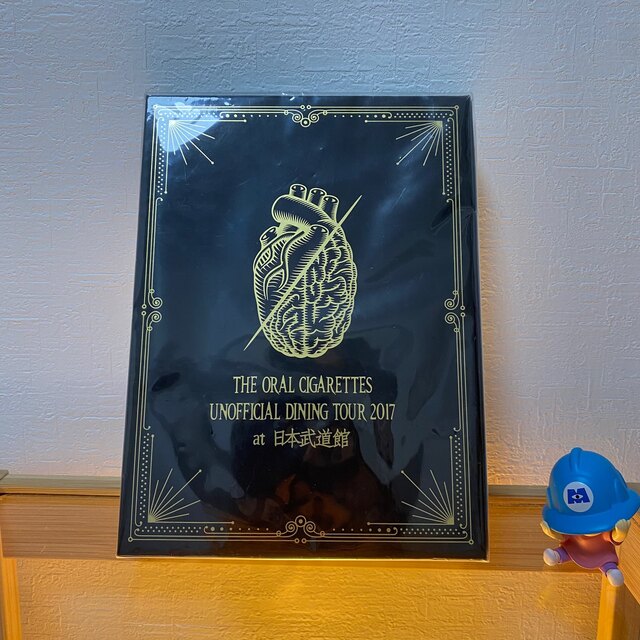 THE ORAL CIGARETTES
UNOFFICIAL DINING TOUR 2017
at 日本武道館